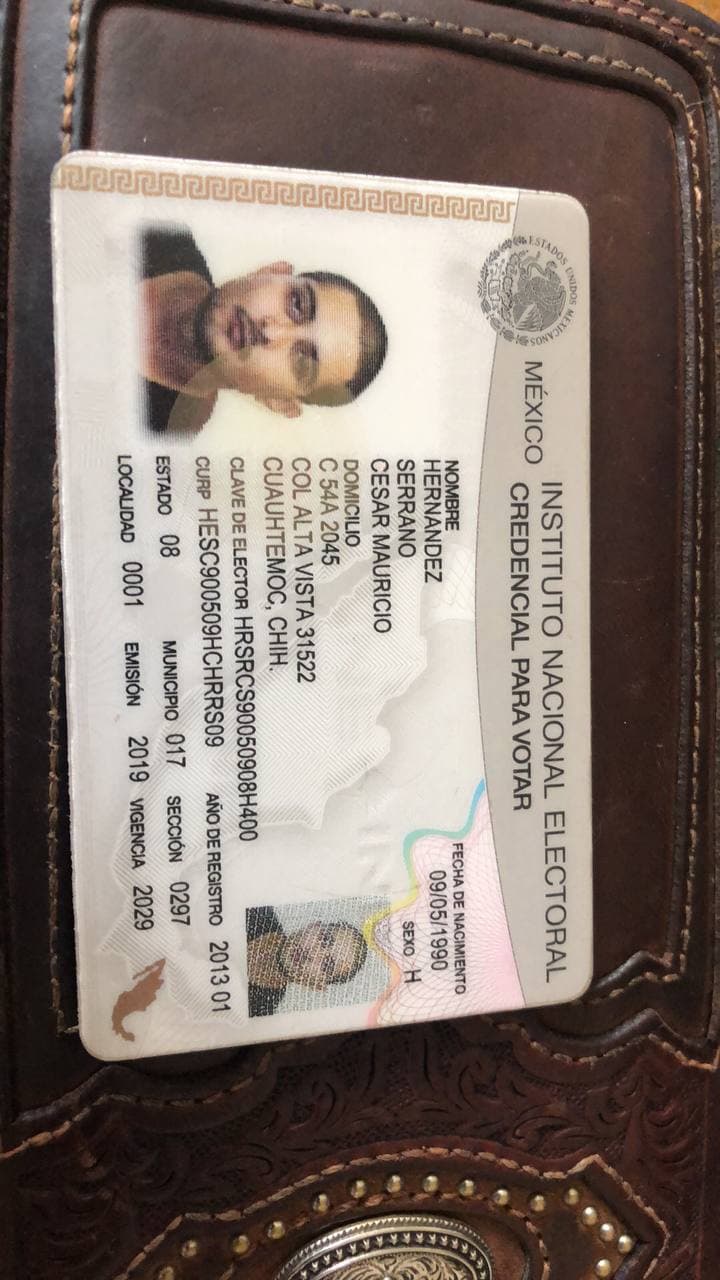 ESTADOS UNIDOS MEXICANOS
MÉXICO INSTITUTO NACIONAL ELECTORAL
CREDENCIAL PARA VOTAR
FECHA DE NACIMIENTO
09/05/1990
SEXO H
NOMBRE
HERNANDEZ
SERRANO
CESAR MAURICIO
DOMICILIO
C 54A 2045
COL ALTA VISTA 31522
CUAUHTEMOC, CHIH.
CLAVE DE ELECTOR HRSRCS90050908H400
CURP HESC900509HCHRRS09 AÑO DE REGISTRO 2013 01
ESTADO 08 MUNICIPIO 017 SECCIÓN 0297
LOCALIDAD 0001 EMISIÓN 2019 VIGENCIA 2029